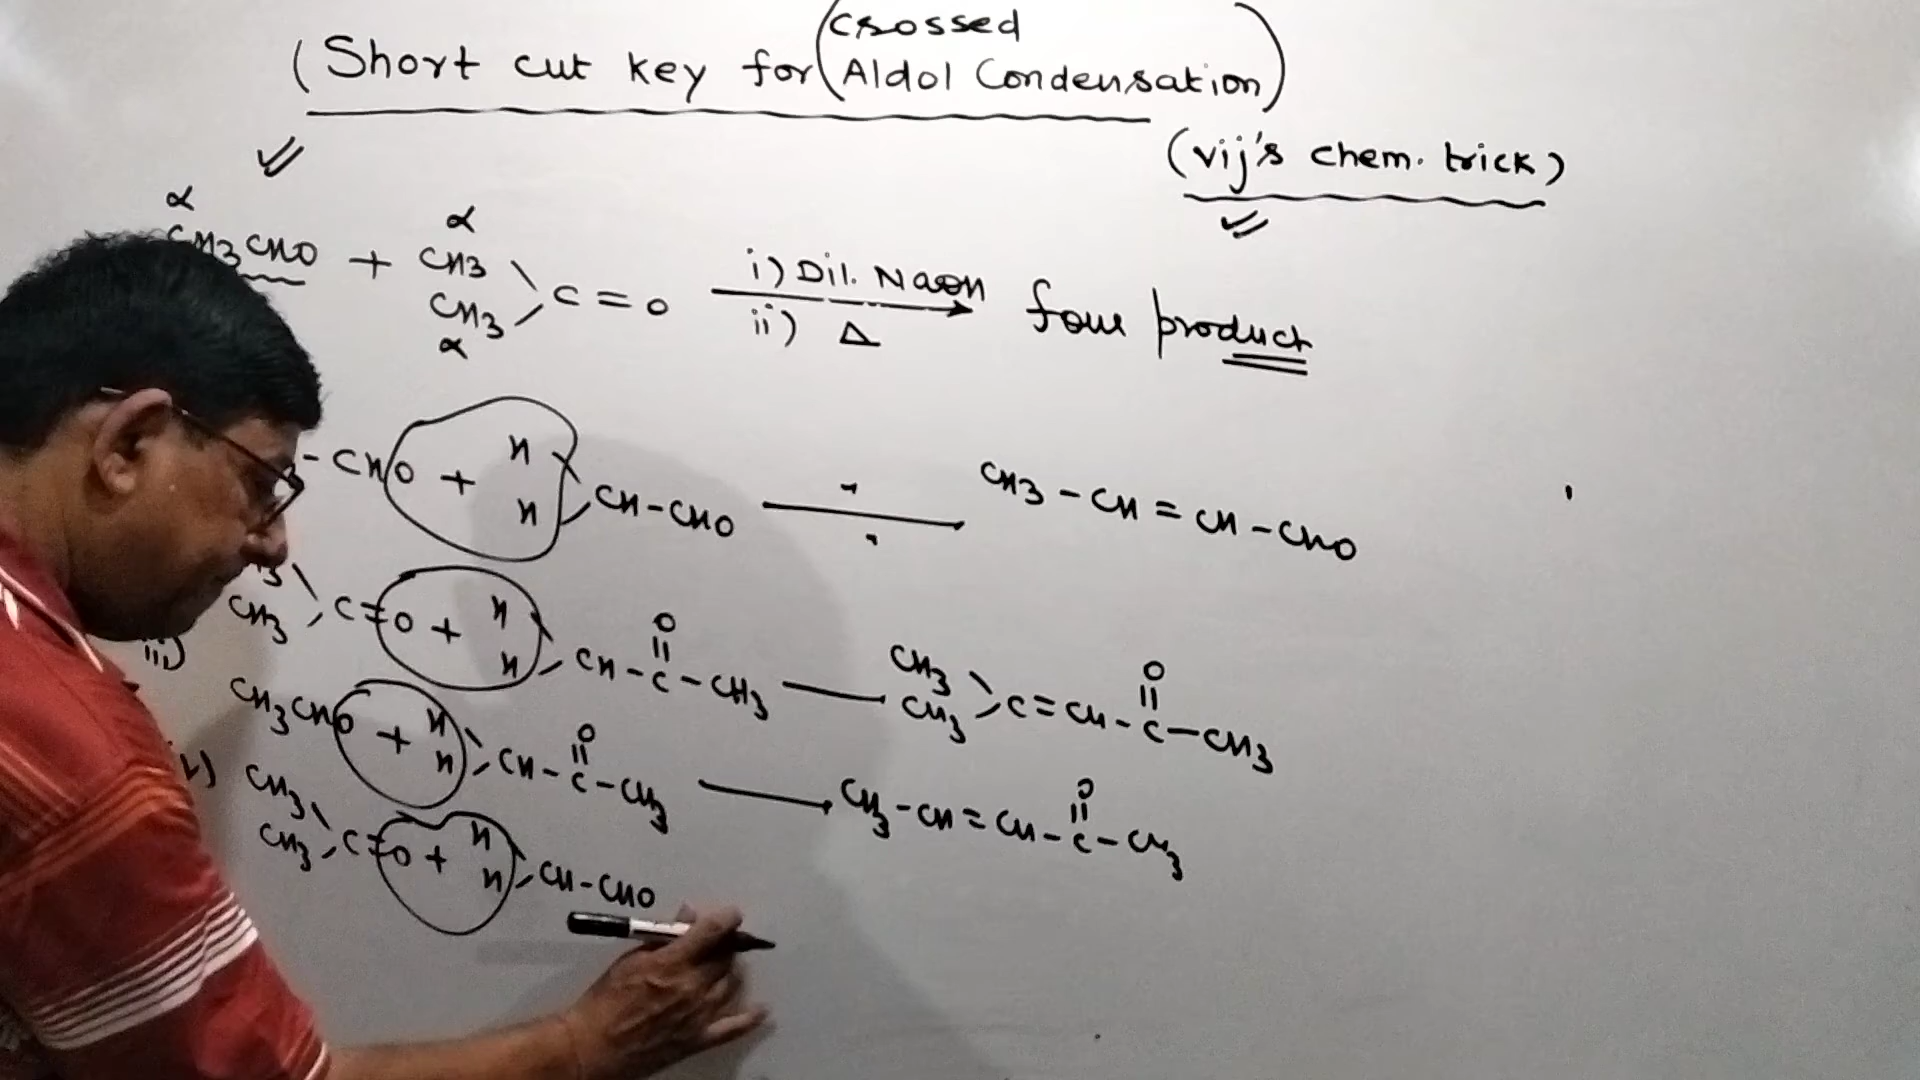 (Short cut key for (crossed
Aldol Condensation)
(vij's chem. trick)
α α
CH3CHO + CH3 CH3 C = O i) Dil. NaOH ii) Δ four product
α
- CHO + H H CH-CHO CH3 - CH = CH - CHO
CH3 C=O + H H CH - C - CH3 CH3 CH3 C = CH - C - CH3
O O
iii)
CH3CHO + H H CH - C - CH3 CH3 - CH = CH - C - CH3
O O
CH3 CH3 C=O + H H CH-CHO